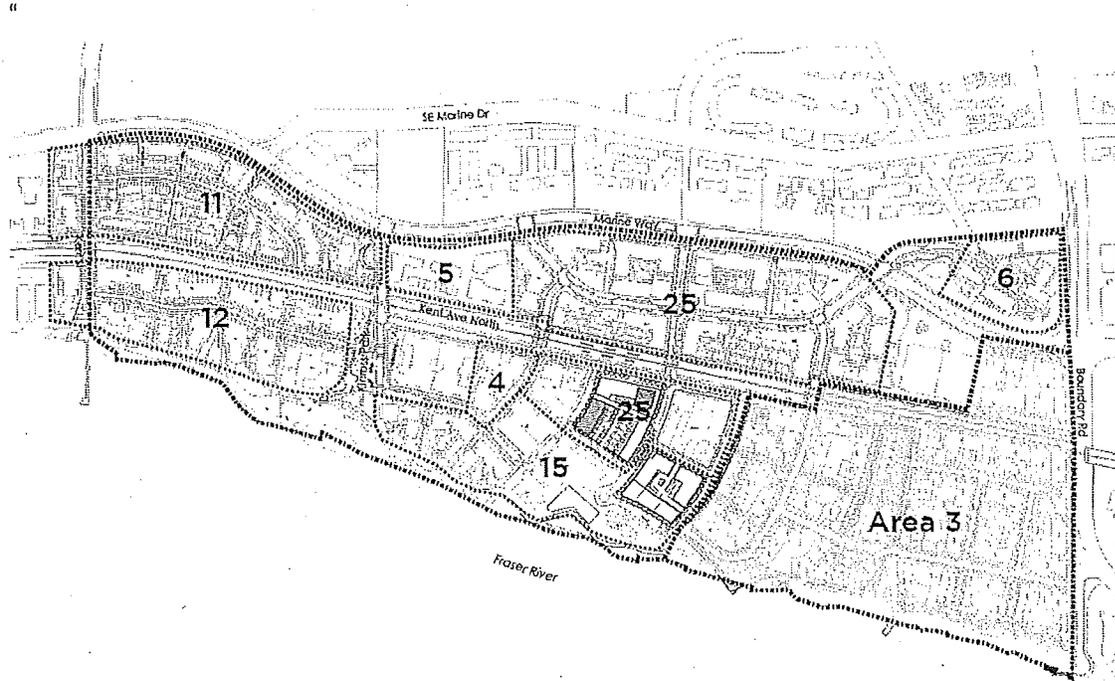 “
SE Marine Dr
11
Marine Way
5
6
25
12
Kent Ave North
4
25
Boundary Rd
15
Area 3
Fraser River